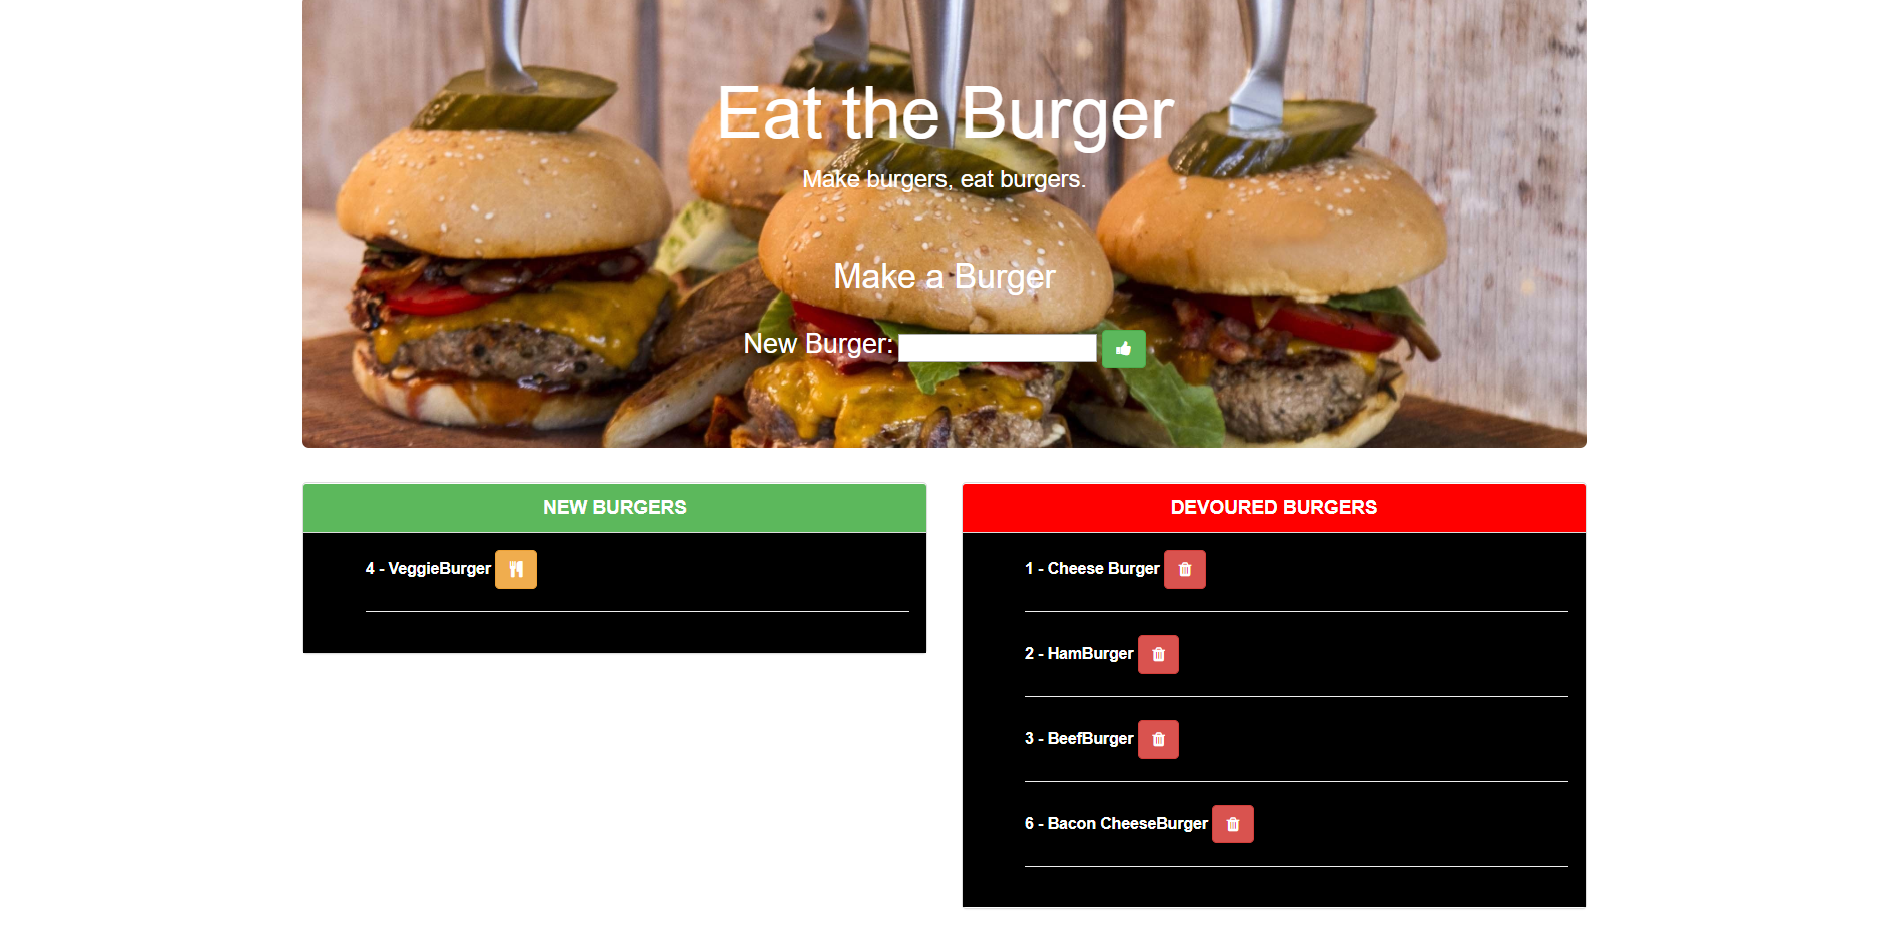 Eat the Burger
Make burgers, eat burgers.
Make a Burger
New Burger:
NEW BURGERS
4 - VeggieBurger
DEVOURED BURGERS
1 - Cheese Burger
2 - HamBurger
3 - BeefBurger
6 - Bacon CheeseBurger